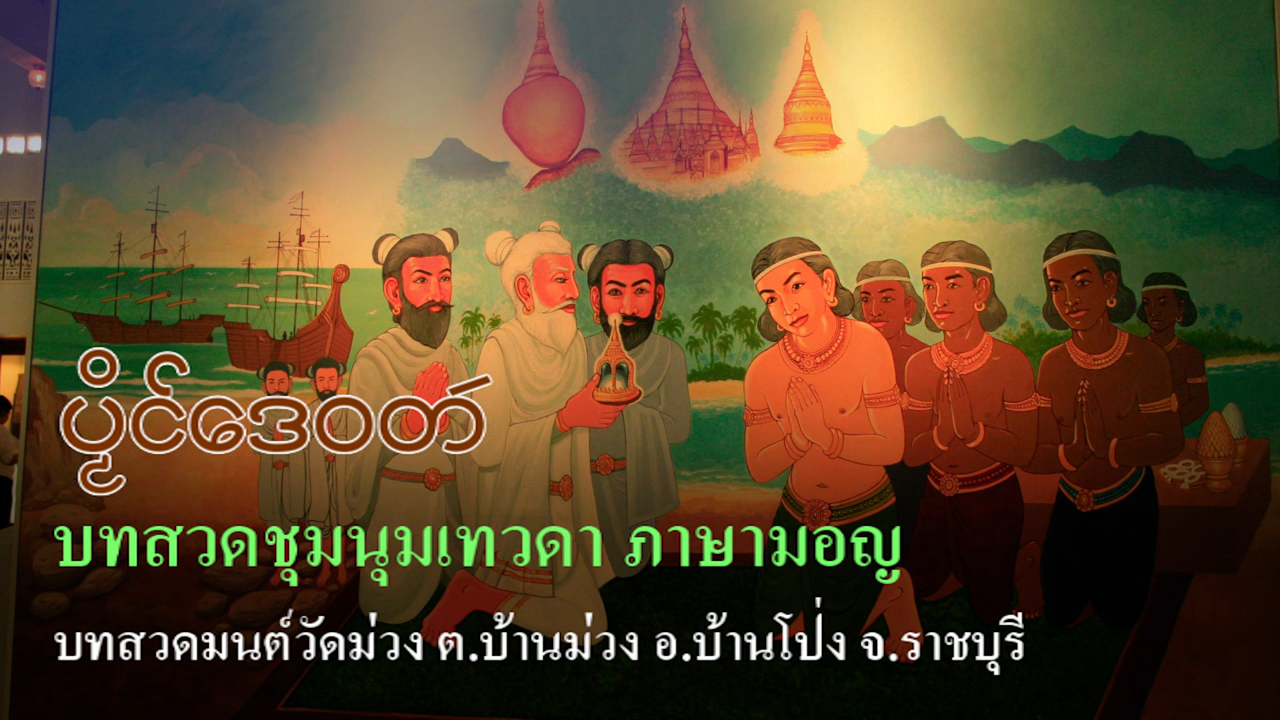 ပၠိုင်ဒေဝတာ်
บทสวดชุมนุมเทวดา ภาษามอญ
บทสวดมนต์วัดม่วง ต.บ้านม่วง อ.บ้านโป่ง จ.ราชบุรี